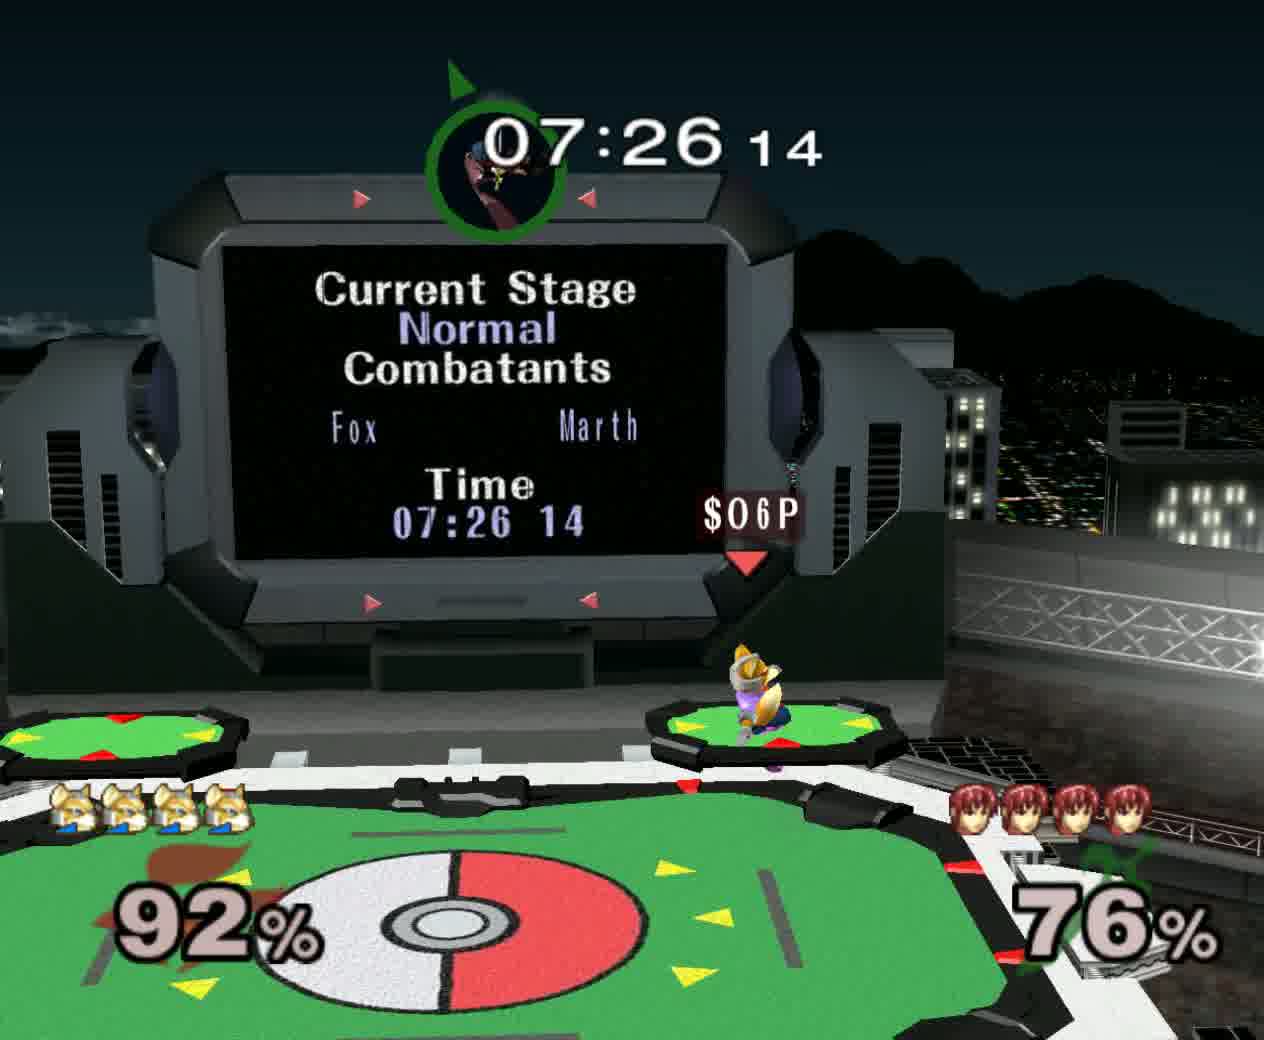 07:26 14
Current Stage
Normal
Combatants
Fox Marth
Time
07:26 14
$06P
92%
76%